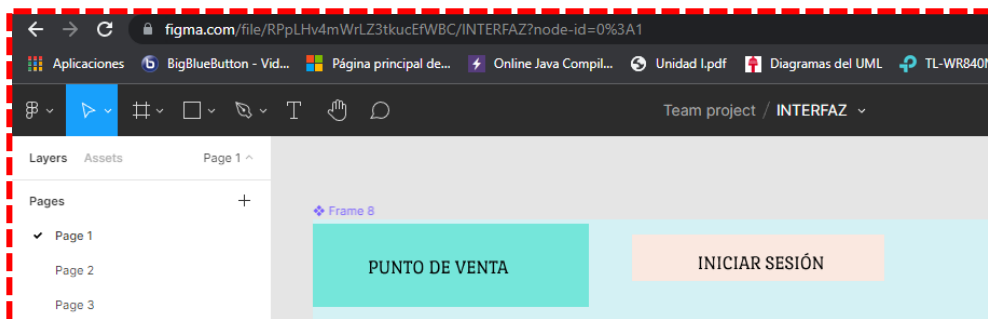 figma.com/file/RPpLHv4mWrLZ3tkucEfWBC/INTERFAZ?node-id=0%3A1
Aplicaciones BigBlueButton - Vid... Página principal de... Online Java Compil... Unidad I.pdf Diagramas del UML TL-WR840N
Team project / INTERFAZ
Layers Assets Page 1
Pages
Page 1
Page 2
Page 3
Frame 8
PUNTO DE VENTA INICIAR SESIÓN